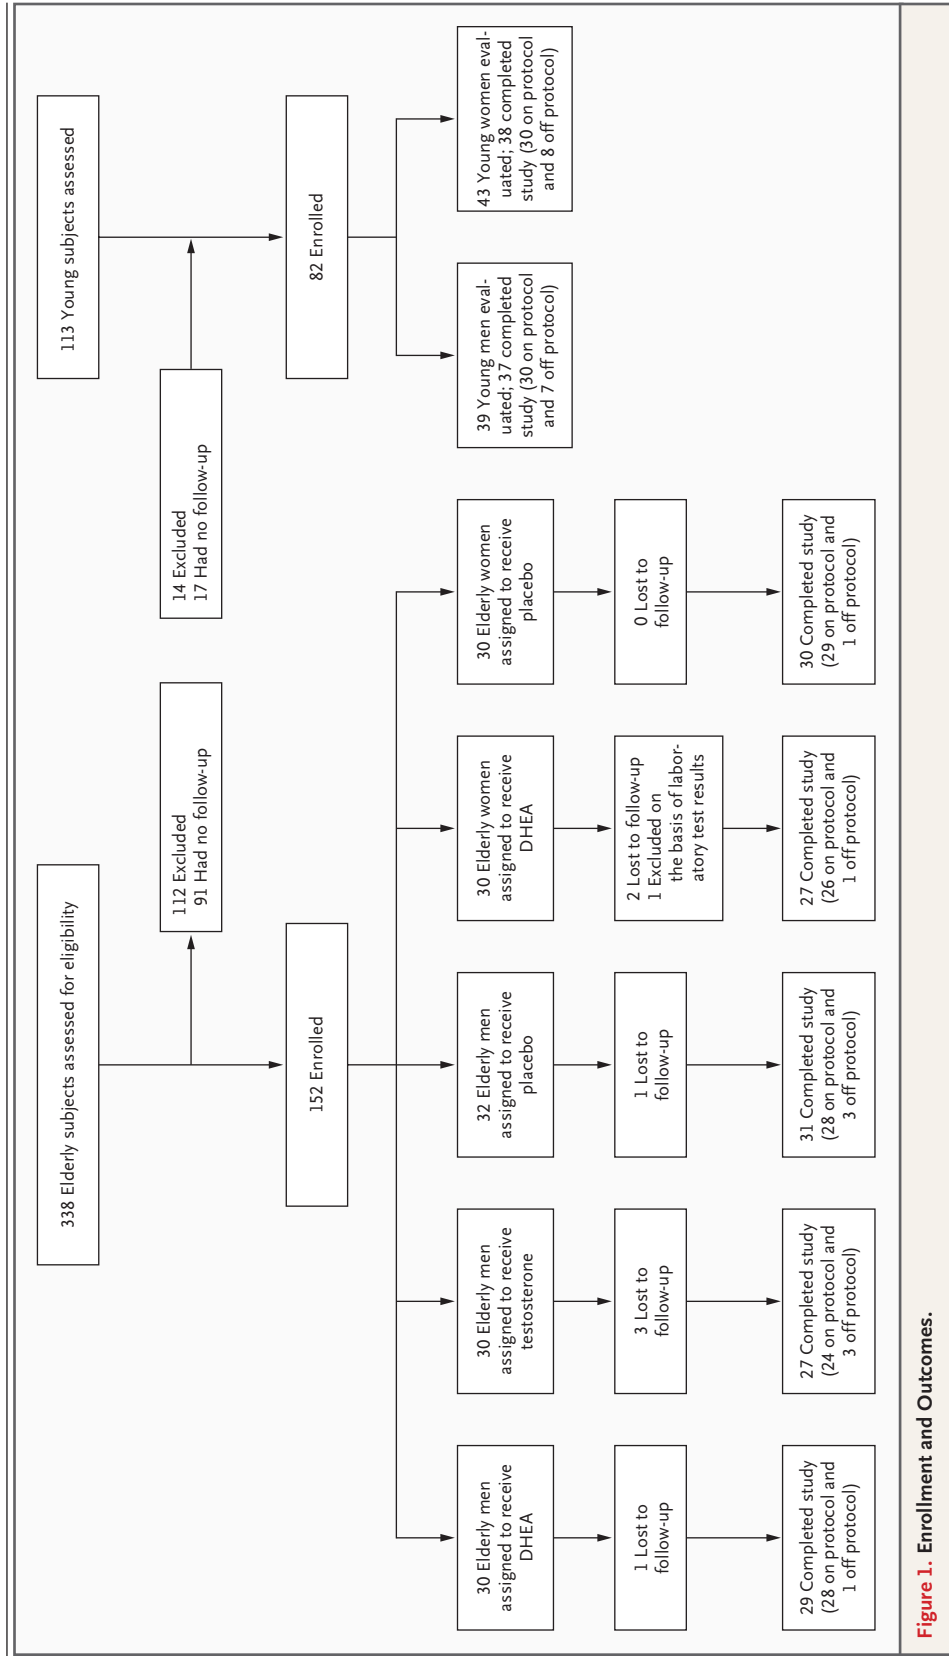 338 Elderly subjects assessed for eligibility
112 Excluded
91 Had no follow-up
152 Enrolled
30 Elderly men
assigned to receive
DHEA
30 Elderly men
assigned to receive
testosterone
32 Elderly men
assigned to receive
placebo
30 Elderly women
assigned to receive
DHEA
30 Elderly women
assigned to receive
placebo
1 Lost to
follow-up
3 Lost to
follow-up
1 Lost to
follow-up
2 Lost to follow-up
1 Excluded on
the basis of labor-
atory test results
0 Lost to
follow-up
29 Completed study
(28 on protocol and
1 off protocol)
27 Completed study
(24 on protocol and
3 off protocol)
31 Completed study
(28 on protocol and
3 off protocol)
27 Completed study
(26 on protocol and
1 off protocol)
30 Completed study
(29 on protocol and
1 off protocol)
113 Young subjects assessed
14 Excluded
17 Had no follow-up
82 Enrolled
39 Young men eval-
uated; 37 completed
study (30 on protocol
and 7 off protocol)
43 Young women eval-
uated; 38 completed
study (30 on protocol
and 8 off protocol)
Figure 1. Enrollment and Outcomes.